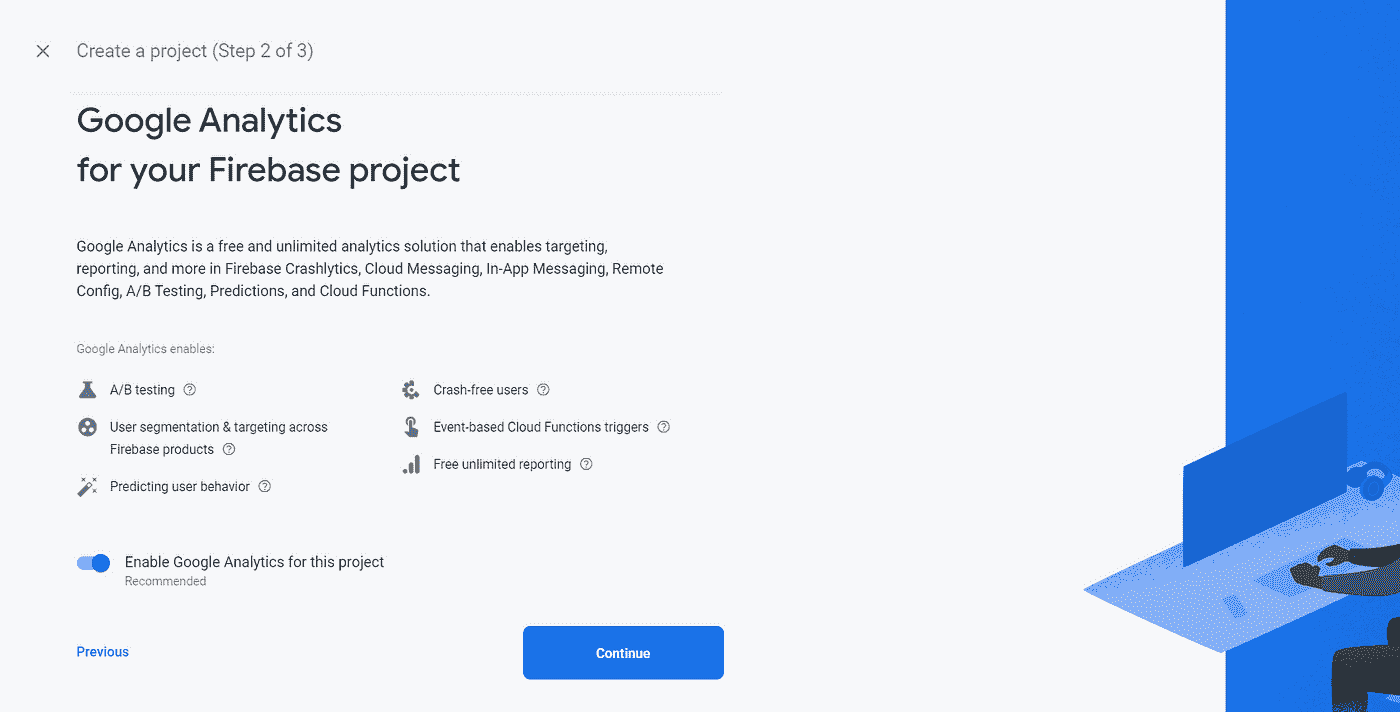 Create a project (Step 2 of 3)
Google Analytics
for your Firebase project
Google Analytics is a free and unlimited analytics solution that enables targeting,
reporting, and more in Firebase Crashlytics, Cloud Messaging, In-App Messaging, Remote
Config, A/B Testing, Predictions, and Cloud Functions.
Google Analytics enables:
A/B testing
User segmentation & targeting across
Firebase products
Predicting user behavior
Crash-free users
Event-based Cloud Functions triggers
Free unlimited reporting
Enable Google Analytics for this project
Recommended
Previous
Continue